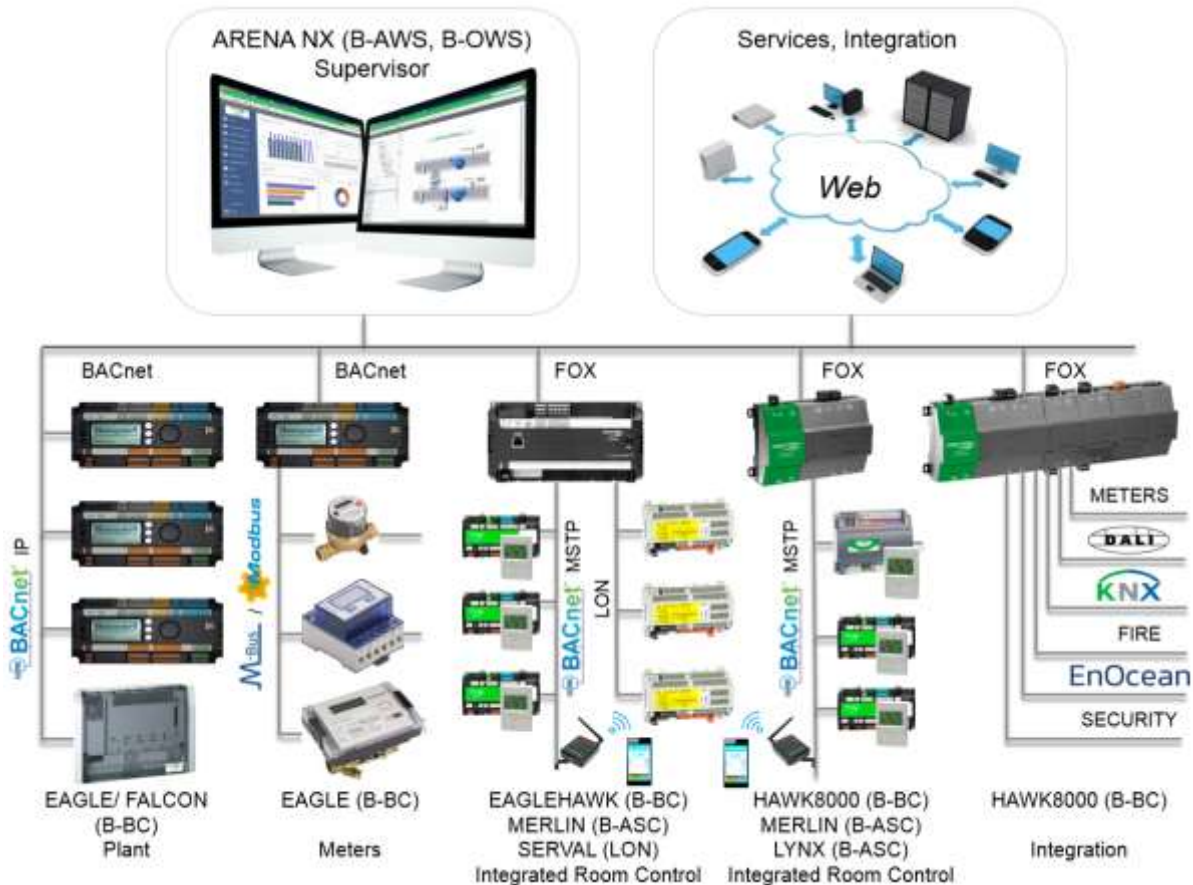 ARENA NX (B-AWS, B-OWS)
Supervisor
Services, Integration
Web
BACnet
BACnet
FOX
FOX
FOX
BACnet IP
M-Bus / Modbus
BACnet MSTP
LON
BACnet MSTP
METERS
DALI
KNX
FIRE
EnOcean
SECURITY
EAGLE/ FALCON
(B-BC)
Plant
EAGLE (B-BC)
Meters
EAGLEHAWK (B-BC)
MERLIN (B-ASC)
SERVAL (LON)
Integrated Room Control
HAWK8000 (B-BC)
MERLIN (B-ASC)
LYNX (B-ASC)
Integrated Room Control
HAWK8000 (B-BC)
Integration